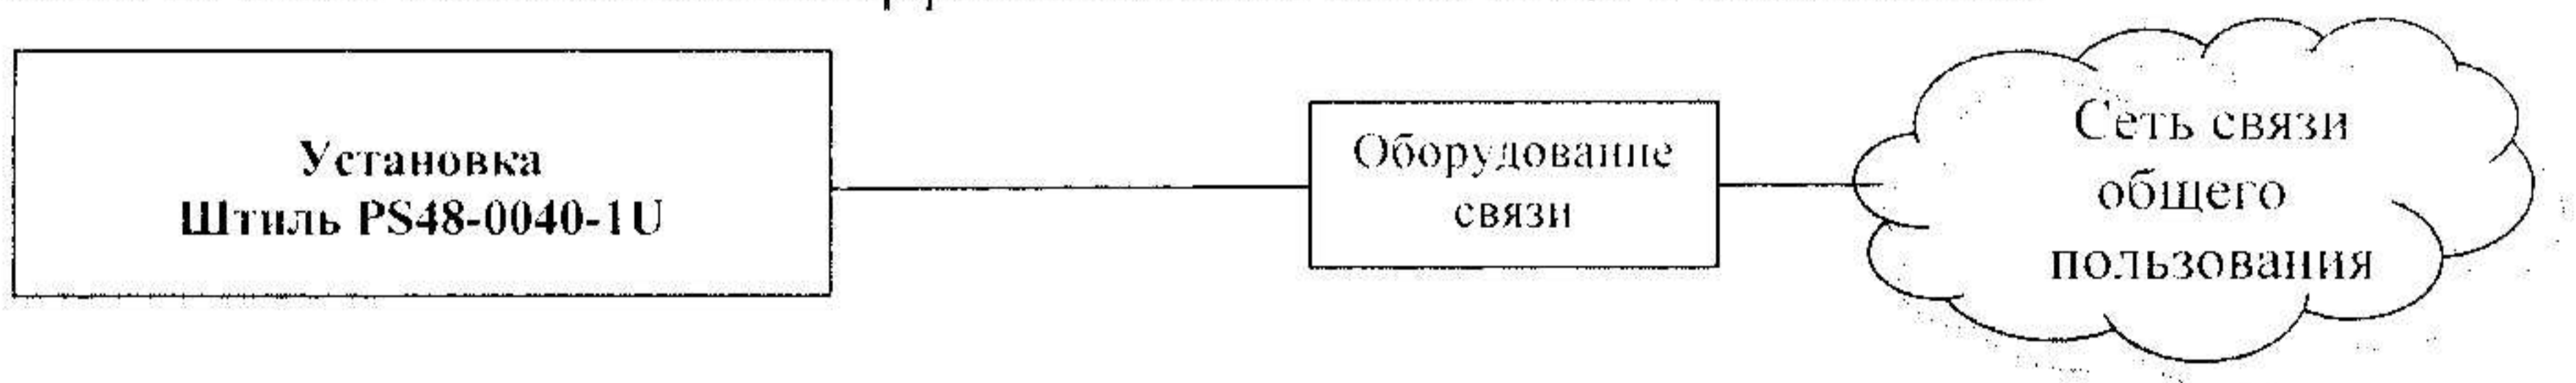 Установка
Штиль PS48-0040-1U
Оборудование
связи
Сеть связи
общего
пользования